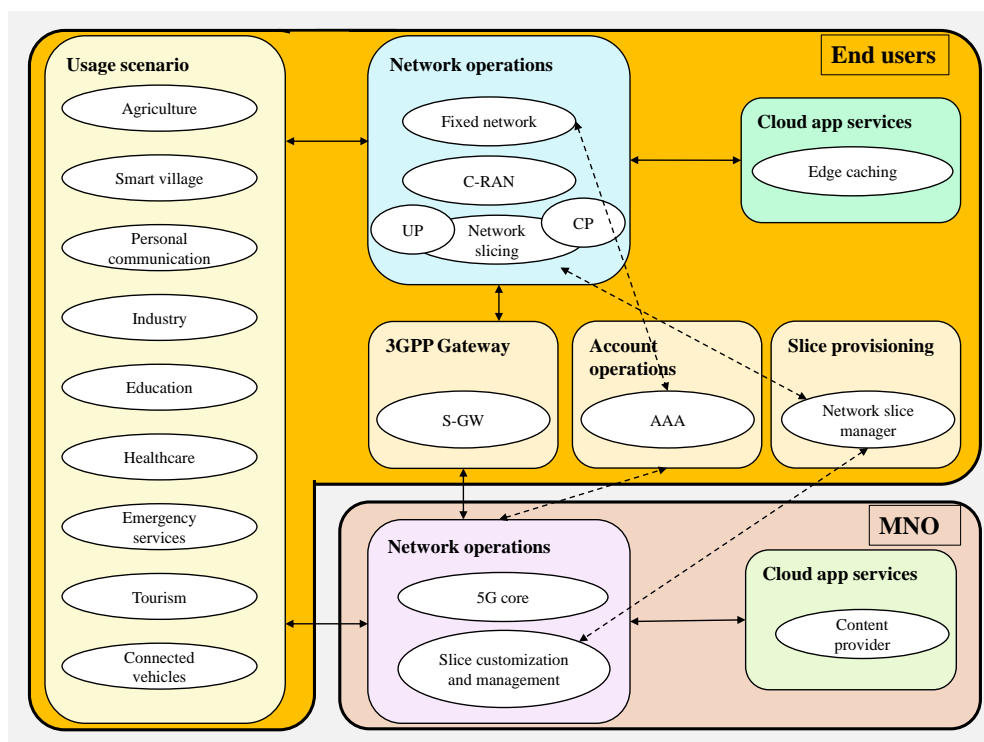 End users
Usage scenario
Agriculture
Smart village
Personal
communication
Industry
Education
Healthcare
Emergency
services
Tourism
Connected
vehicles
Network operations
Fixed network
C-RAN
UP
Network
slicing
CP
Cloud app services
Edge caching
3GPP Gateway
S-GW
Account
operations
AAA
Slice provisioning
Network slice
manager
MNO
Network operations
5G core
Slice customization
and management
Cloud app services
Content
provider